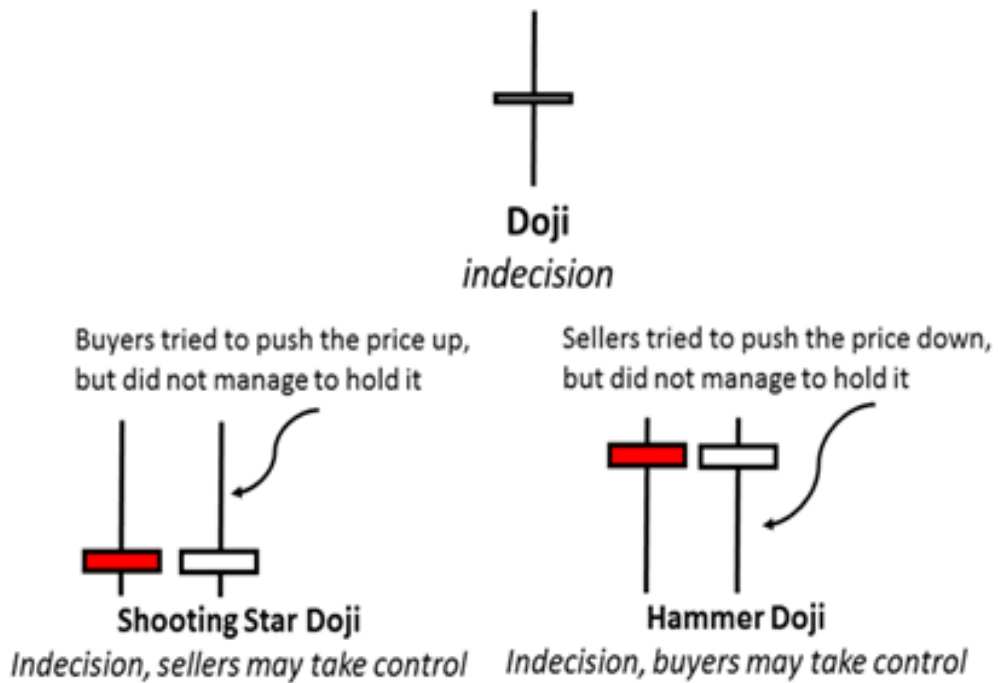 Doji
indecision
Buyers tried to push the price up,
but did not manage to hold it
Sellers tried to push the price down,
but did not manage to hold it
Shooting Star Doji
Indecision, sellers may take control
Hammer Doji
Indecision, buyers may take control